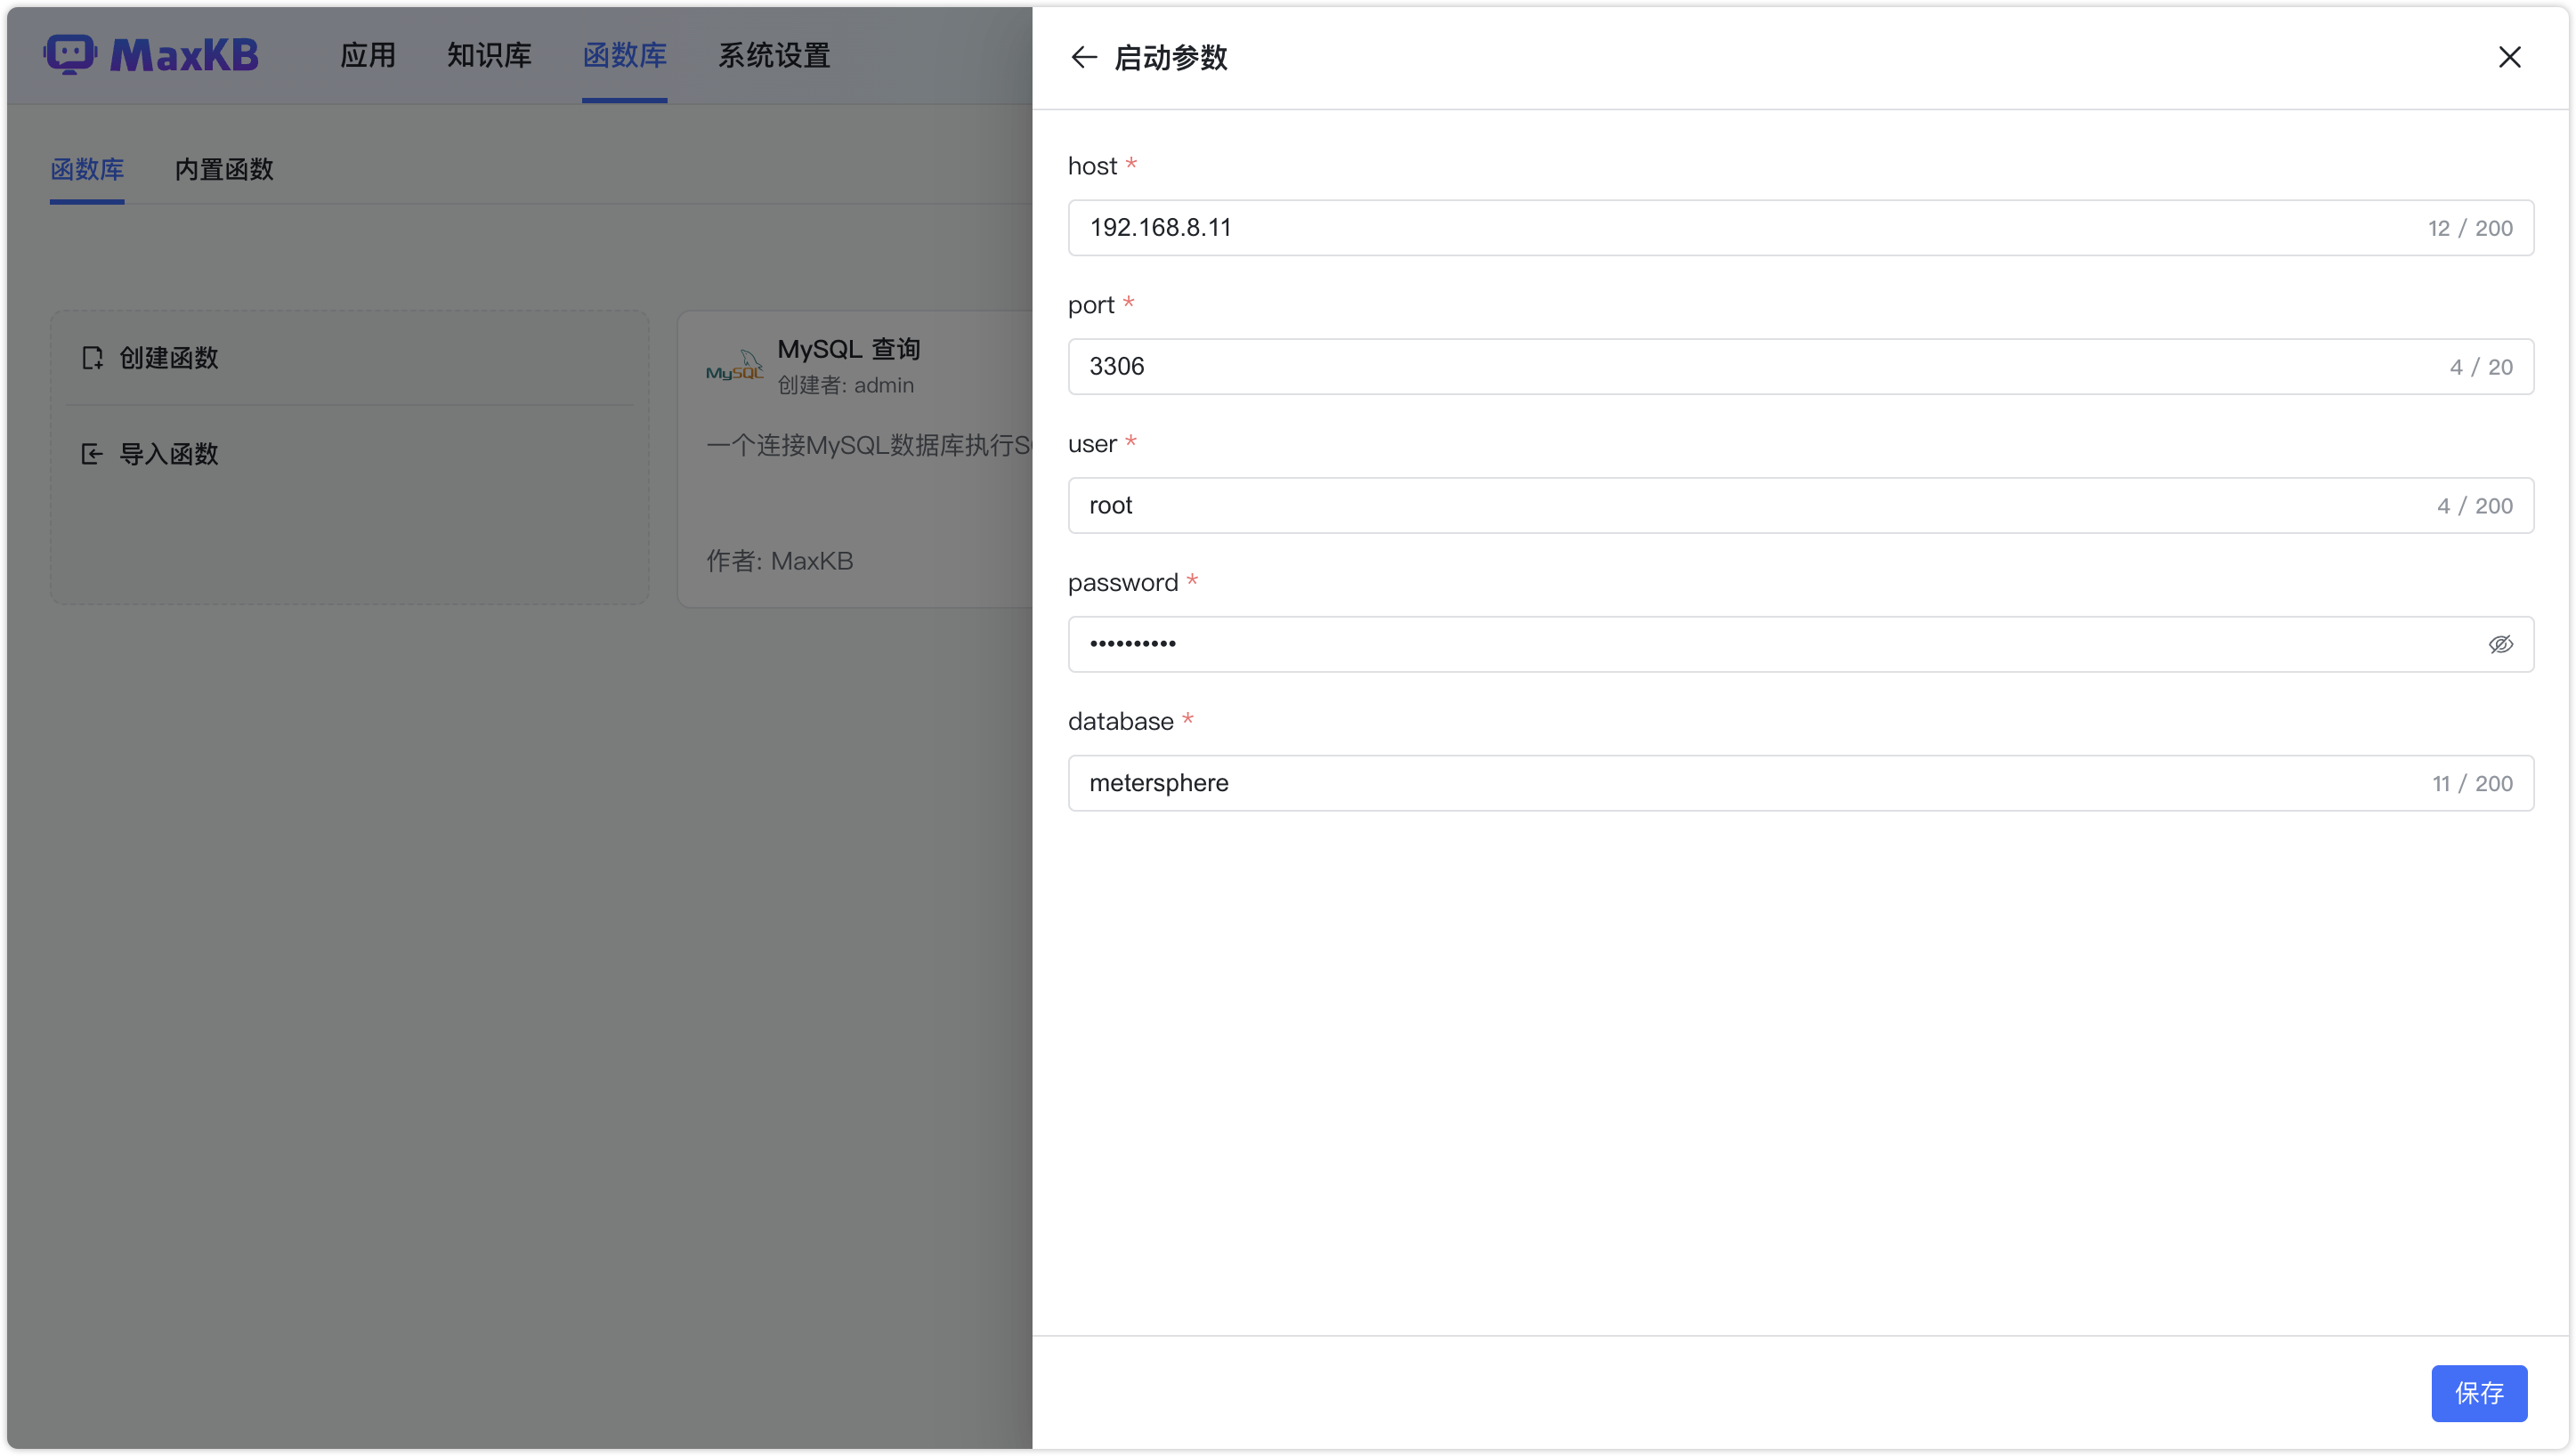 MaxKB 应用 知识库 函数库 系统设置
函数库 内置函数
创建函数
导入函数
MySQL
MySQL 查询
创建者: admin
一个连接MySQL数据库执行S
作者: MaxKB
启动参数
host *
192.168.8.11 12 / 200
port *
3306 4 / 20
user *
root 4 / 200
password *
••••••••••
database *
metersphere 11 / 200
保存